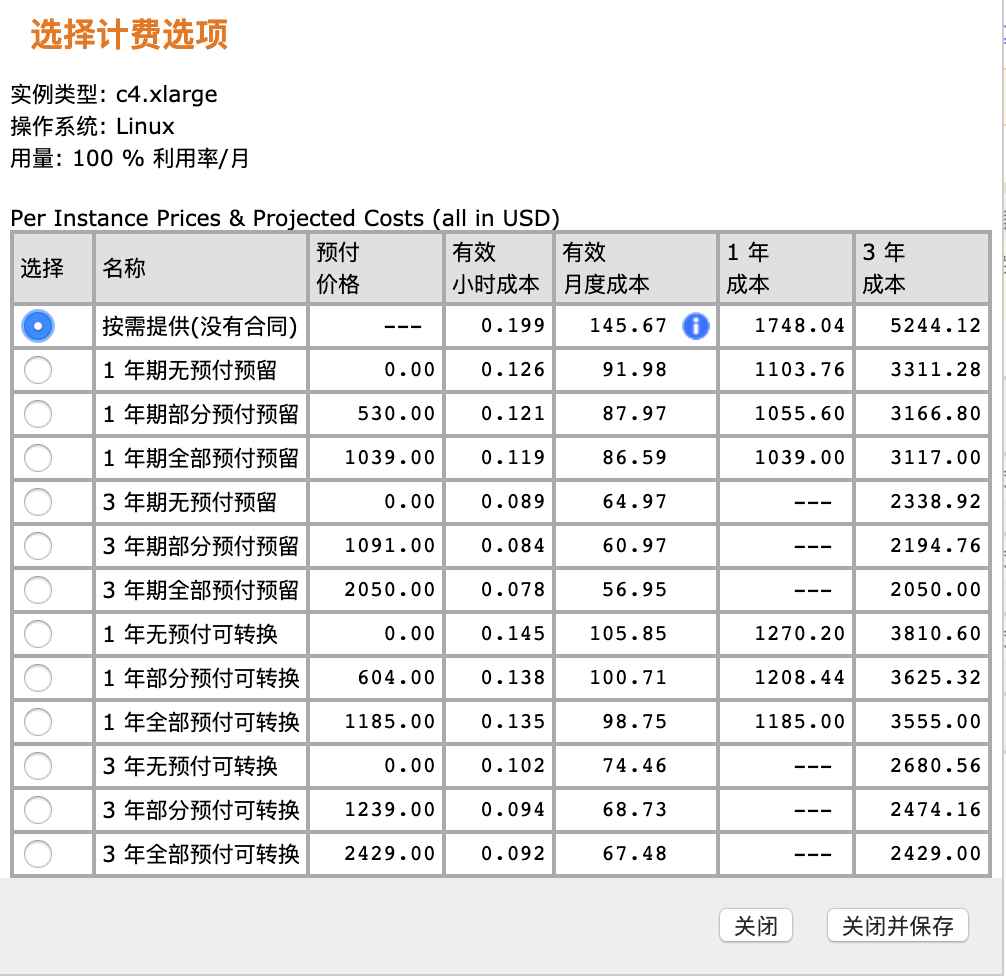 选择计费选项
实例类型: c4.xlarge
操作系统: Linux
用量: 100 % 利用率/月
Per Instance Prices & Projected Costs (all in USD)
选择 名称 预付 价格 有效 小时成本 有效 月度成本 1 年 成本 3 年 成本
按需提供(没有合同) --- 0.199 145.67 i 1748.04 5244.12
1 年期无预付预留 0.00 0.126 91.98 1103.76 3311.28
1 年期部分预付预留 530.00 0.121 87.97 1055.60 3166.80
1 年期全部预付预留 1039.00 0.119 86.59 1039.00 3117.00
3 年期无预付预留 0.00 0.089 64.97 --- 2338.92
3 年期部分预付预留 1091.00 0.084 60.97 --- 2194.76
3 年期全部预付预留 2050.00 0.078 56.95 --- 2050.00
1 年无预付可转换 0.00 0.145 105.85 1270.20 3810.60
1 年部分预付可转换 604.00 0.138 100.71 1208.44 3625.32
1 年全部预付可转换 1185.00 0.135 98.75 1185.00 3555.00
3 年无预付可转换 0.00 0.102 74.46 --- 2680.56
3 年部分预付可转换 1239.00 0.094 68.73 --- 2474.16
3 年全部预付可转换 2429.00 0.092 67.48 --- 2429.00
关闭 关闭并保存